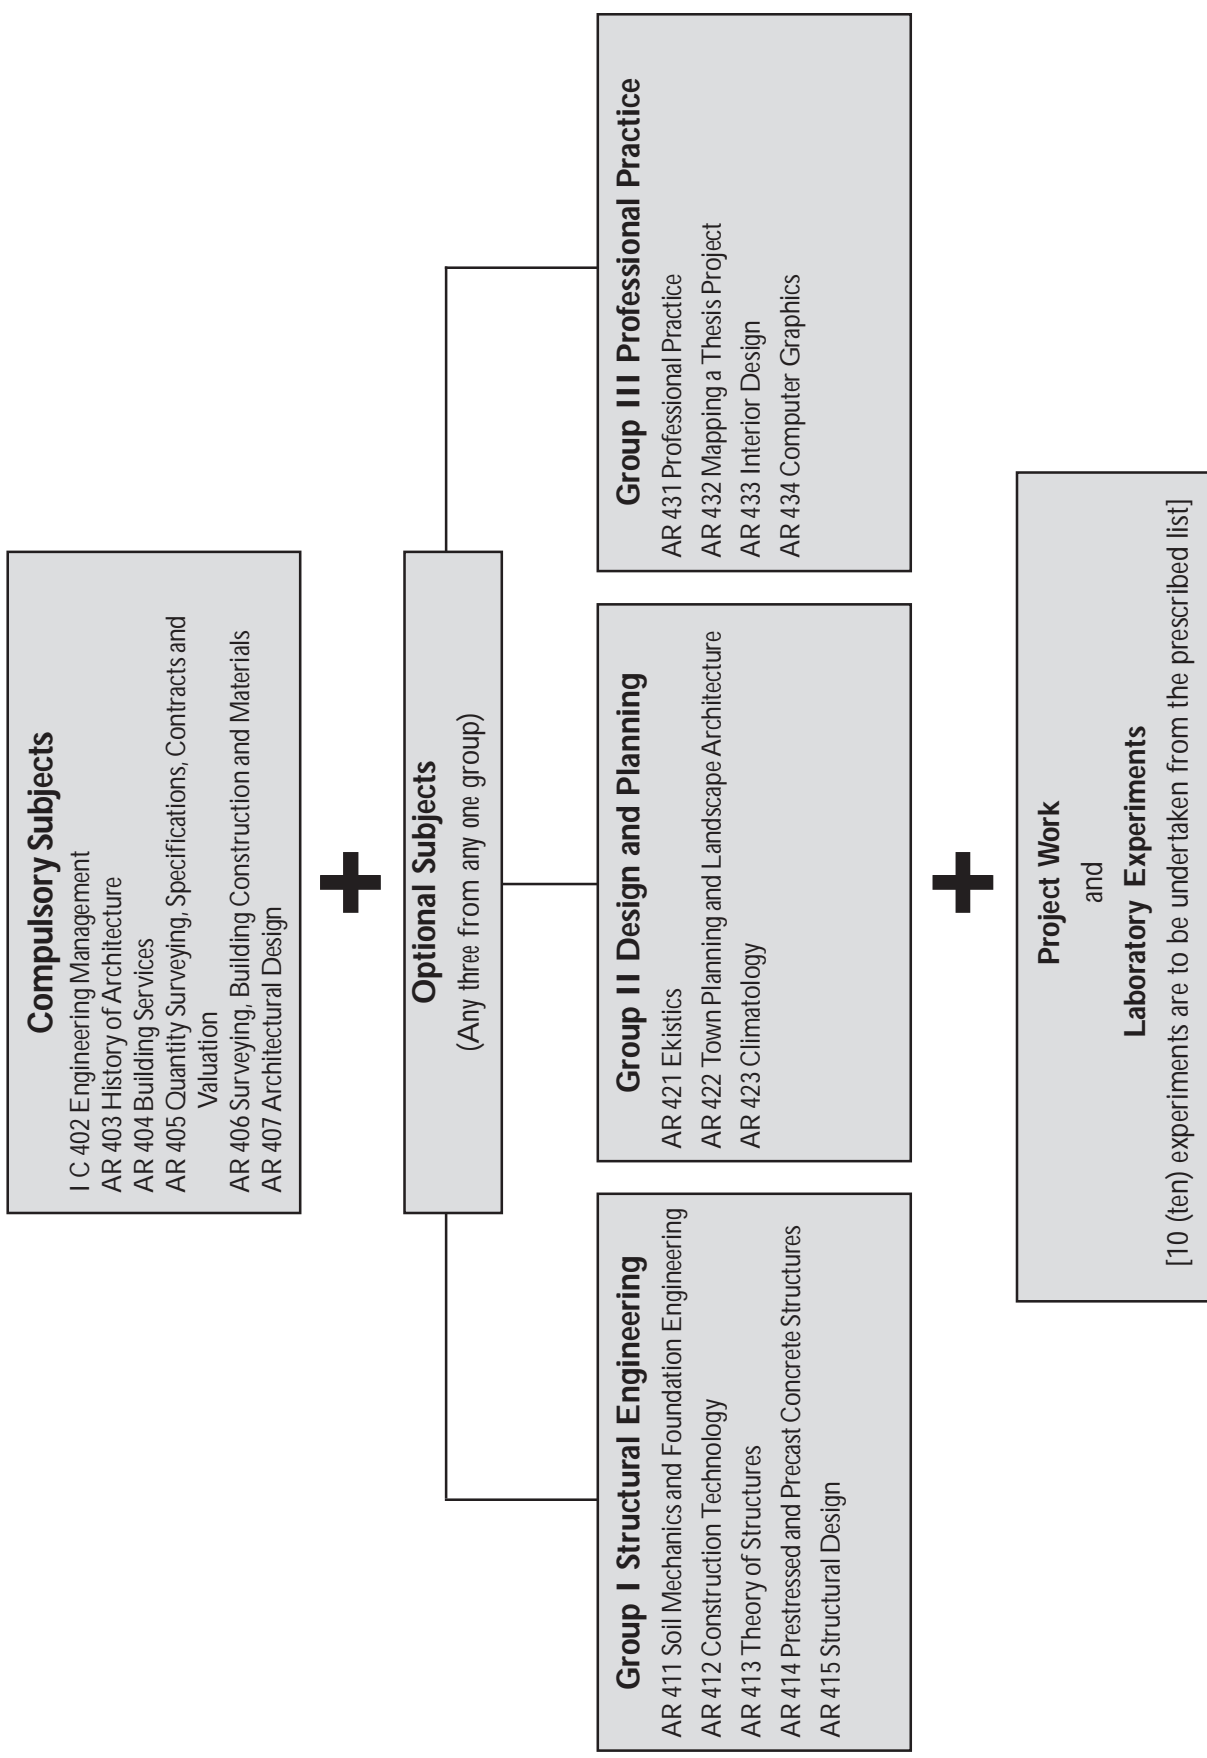 Compulsory Subjects
I C 402 Engineering Management
AR 403 History of Architecture
AR 404 Building Services
AR 405 Quantity Surveying, Specifications, Contracts and
Valuation
AR 406 Surveying, Building Construction and Materials
AR 407 Architectural Design
+
Optional Subjects
(Any three from any one group)
Group I Structural Engineering
AR 411 Soil Mechanics and Foundation Engineering
AR 412 Construction Technology
AR 413 Theory of Structures
AR 414 Prestressed and Precast Concrete Structures
AR 415 Structural Design
Group II Design and Planning
AR 421 Ekistics
AR 422 Town Planning and Landscape Architecture
AR 423 Climatology
Group III Professional Practice
AR 431 Professional Practice
AR 432 Mapping a Thesis Project
AR 433 Interior Design
AR 434 Computer Graphics
+
Project Work
and
Laboratory Experiments
[10 (ten) experiments are to be undertaken from the prescribed list]